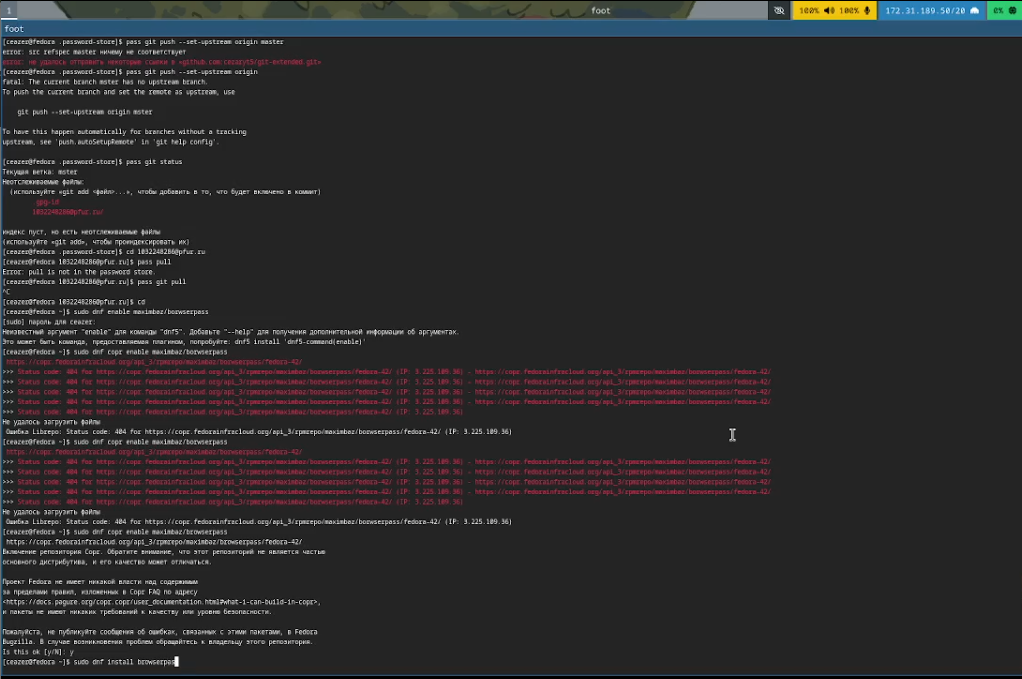 1
foot
100% 100%
172.31.189.50/20
0%
foot
[ceazer@fedora .password-store]$ pass git push --set-upstream origin master
error: src refspec master ничему не соответствует
error: не удалось отправить некоторые ссылки в «github.com:cezaryt5/git-extended.git»
[ceazer@fedora .password-store]$ pass git push --set-upstream origin
fatal: The current branch mster has no upstream branch.
To push the current branch and set the remote as upstream, use
git push --set-upstream origin mster
To have this happen automatically for branches without a tracking
upstream, see 'push.autoSetupRemote' in 'git help config'.
[ceazer@fedora .password-store]$ pass git status
Текущая ветка: mster
Неотслеживаемые файлы:
(используйте «git add <файл>...», чтобы добавить в то, что будет включено в коммит)
.gpg-id
1032248286@pfur.ru/
индекс пуст, но есть неотслеживаемые файлы
(используйте «git add», чтобы проиндексировать их)
[ceazer@fedora .password-store]$ cd 1032248286@pfur.ru
[ceazer@fedora 1032248286@pfur.ru]$ pass pull
Error: pull is not in the password store.
[ceazer@fedora 1032248286@pfur.ru]$ pass git pull
^C
[ceazer@fedora 1032248286@pfur.ru]$ cd
[ceazer@fedora ~]$ sudo dnf enable maximbaz/borwserpass
[sudo] пароль для ceazer:
Неизвестный аргумент "enable" для команды "dnf5". Добавьте "--help" для получения дополнительной информации об аргументах.
Это может быть команда, предоставляемая плагином, попробуйте: dnf5 install 'dnf5-command(enable)'
[ceazer@fedora ~]$ sudo dnf copr enable maximbaz/borwserpass
https://copr.fedorainfracloud.org/api_3/rpmrepo/maximbaz/borwserpass/fedora-42/
>>> Status code: 404 for https://copr.fedorainfracloud.org/api_3/rpmrepo/maximbaz/borwserpass/fedora-42/ (IP: 3.225.109.36) - https://copr.fedorainfracloud.org/api_3/rpmrepo/maximbaz/borwserpass/fedora-42/
>>> Status code: 404 for https://copr.fedorainfracloud.org/api_3/rpmrepo/maximbaz/borwserpass/fedora-42/ (IP: 3.225.109.36) - https://copr.fedorainfracloud.org/api_3/rpmrepo/maximbaz/borwserpass/fedora-42/
>>> Status code: 404 for https://copr.fedorainfracloud.org/api_3/rpmrepo/maximbaz/borwserpass/fedora-42/ (IP: 3.225.109.36) - https://copr.fedorainfracloud.org/api_3/rpmrepo/maximbaz/borwserpass/fedora-42/
>>> Status code: 404 for https://copr.fedorainfracloud.org/api_3/rpmrepo/maximbaz/borwserpass/fedora-42/ (IP: 3.225.109.36) - https://copr.fedorainfracloud.org/api_3/rpmrepo/maximbaz/borwserpass/fedora-42/
>>> Status code: 404 for https://copr.fedorainfracloud.org/api_3/rpmrepo/maximbaz/borwserpass/fedora-42/ (IP: 3.225.109.36)
Не удалось загрузить файлы
Ошибка Librepo: Status code: 404 for https://copr.fedorainfracloud.org/api_3/rpmrepo/maximbaz/borwserpass/fedora-42/ (IP: 3.225.109.36)
[ceazer@fedora ~]$ sudo dnf copr enable maximbaz/borwserpass
https://copr.fedorainfracloud.org/api_3/rpmrepo/maximbaz/borwserpass/fedora-42/
>>> Status code: 404 for https://copr.fedorainfracloud.org/api_3/rpmrepo/maximbaz/borwserpass/fedora-42/ (IP: 3.225.109.36) - https://copr.fedorainfracloud.org/api_3/rpmrepo/maximbaz/borwserpass/fedora-42/
>>> Status code: 404 for https://copr.fedorainfracloud.org/api_3/rpmrepo/maximbaz/borwserpass/fedora-42/ (IP: 3.225.109.36) - https://copr.fedorainfracloud.org/api_3/rpmrepo/maximbaz/borwserpass/fedora-42/
>>> Status code: 404 for https://copr.fedorainfracloud.org/api_3/rpmrepo/maximbaz/borwserpass/fedora-42/ (IP: 3.225.109.36) - https://copr.fedorainfracloud.org/api_3/rpmrepo/maximbaz/borwserpass/fedora-42/
>>> Status code: 404 for https://copr.fedorainfracloud.org/api_3/rpmrepo/maximbaz/borwserpass/fedora-42/ (IP: 3.225.109.36) - https://copr.fedorainfracloud.org/api_3/rpmrepo/maximbaz/borwserpass/fedora-42/
>>> Status code: 404 for https://copr.fedorainfracloud.org/api_3/rpmrepo/maximbaz/borwserpass/fedora-42/ (IP: 3.225.109.36)
Не удалось загрузить файлы
Ошибка Librepo: Status code: 404 for https://copr.fedorainfracloud.org/api_3/rpmrepo/maximbaz/borwserpass/fedora-42/ (IP: 3.225.109.36)
[ceazer@fedora ~]$ sudo dnf copr enable maximbaz/browserpass
https://copr.fedorainfracloud.org/api_3/rpmrepo/maximbaz/browserpass/fedora-42/
Включение репозитория Copr. Обратите внимание, что этот репозиторий не является частью
основного дистрибутива, и его качество может отличаться.
Проект Fedora не имеет никакой власти над содержимым
за пределами правил, изложенных в Copr FAQ по адресу
<https://docs.pagure.org/copr.copr/user_documentation.html#what-i-can-build-in-copr>,
и пакеты не имеют никаких требований к качеству или уровню безопасности.
Пожалуйста, не публикуйте сообщения об ошибках, связанных с этими пакетами, в Fedora
Bugzilla. В случае возникновения проблем обращайтесь к владельцу этого репозитория.
Is this ok [y/N]: y
[ceazer@fedora ~]$ sudo dnf install browserpas